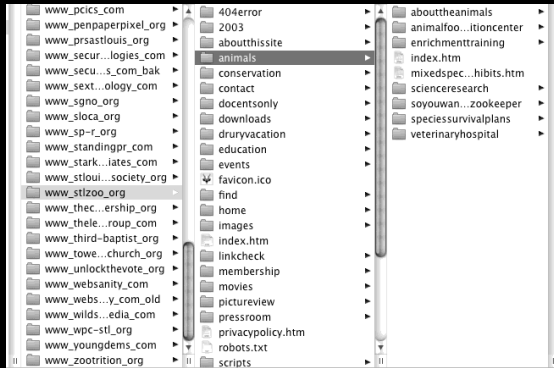 www_pcics_com
www_penpaperpixel_org
www_prsastlouis_org
www_secur...logies_com
www_secu...s_com_bak
www_sext...ology_com
www_sgno_org
www_sloca_org
www_sp-r_org
www_standingpr_com
www_stark...iates_com
www_stloui...society_org
www_stlzoo_org
www_thec...ership_org
www_thele...roup_com
www_third-baptist_org
www_towe...church_org
www_unlockthevote_org
www_websanity_com
www_webs...y_com_old
www_wilds...edia_com
www_wpc-stl_org
www_youngdems_com
www_zootrition_org
404error
2003
aboutthissite
animals
conservation
contact
docentsonly
downloads
druryvacation
education
events
favicon.ico
find
home
images
index.htm
linkcheck
membership
movies
pictureview
pressroom
privacypolicy.htm
robots.txt
scripts
abouttheanimals
animalfoo...itioncenter
enrichmenttraining
index.htm
mixedspec...hibits.htm
scienceresearch
soyouwan...zookeeper
speciessurvivalplans
veterinaryhospital